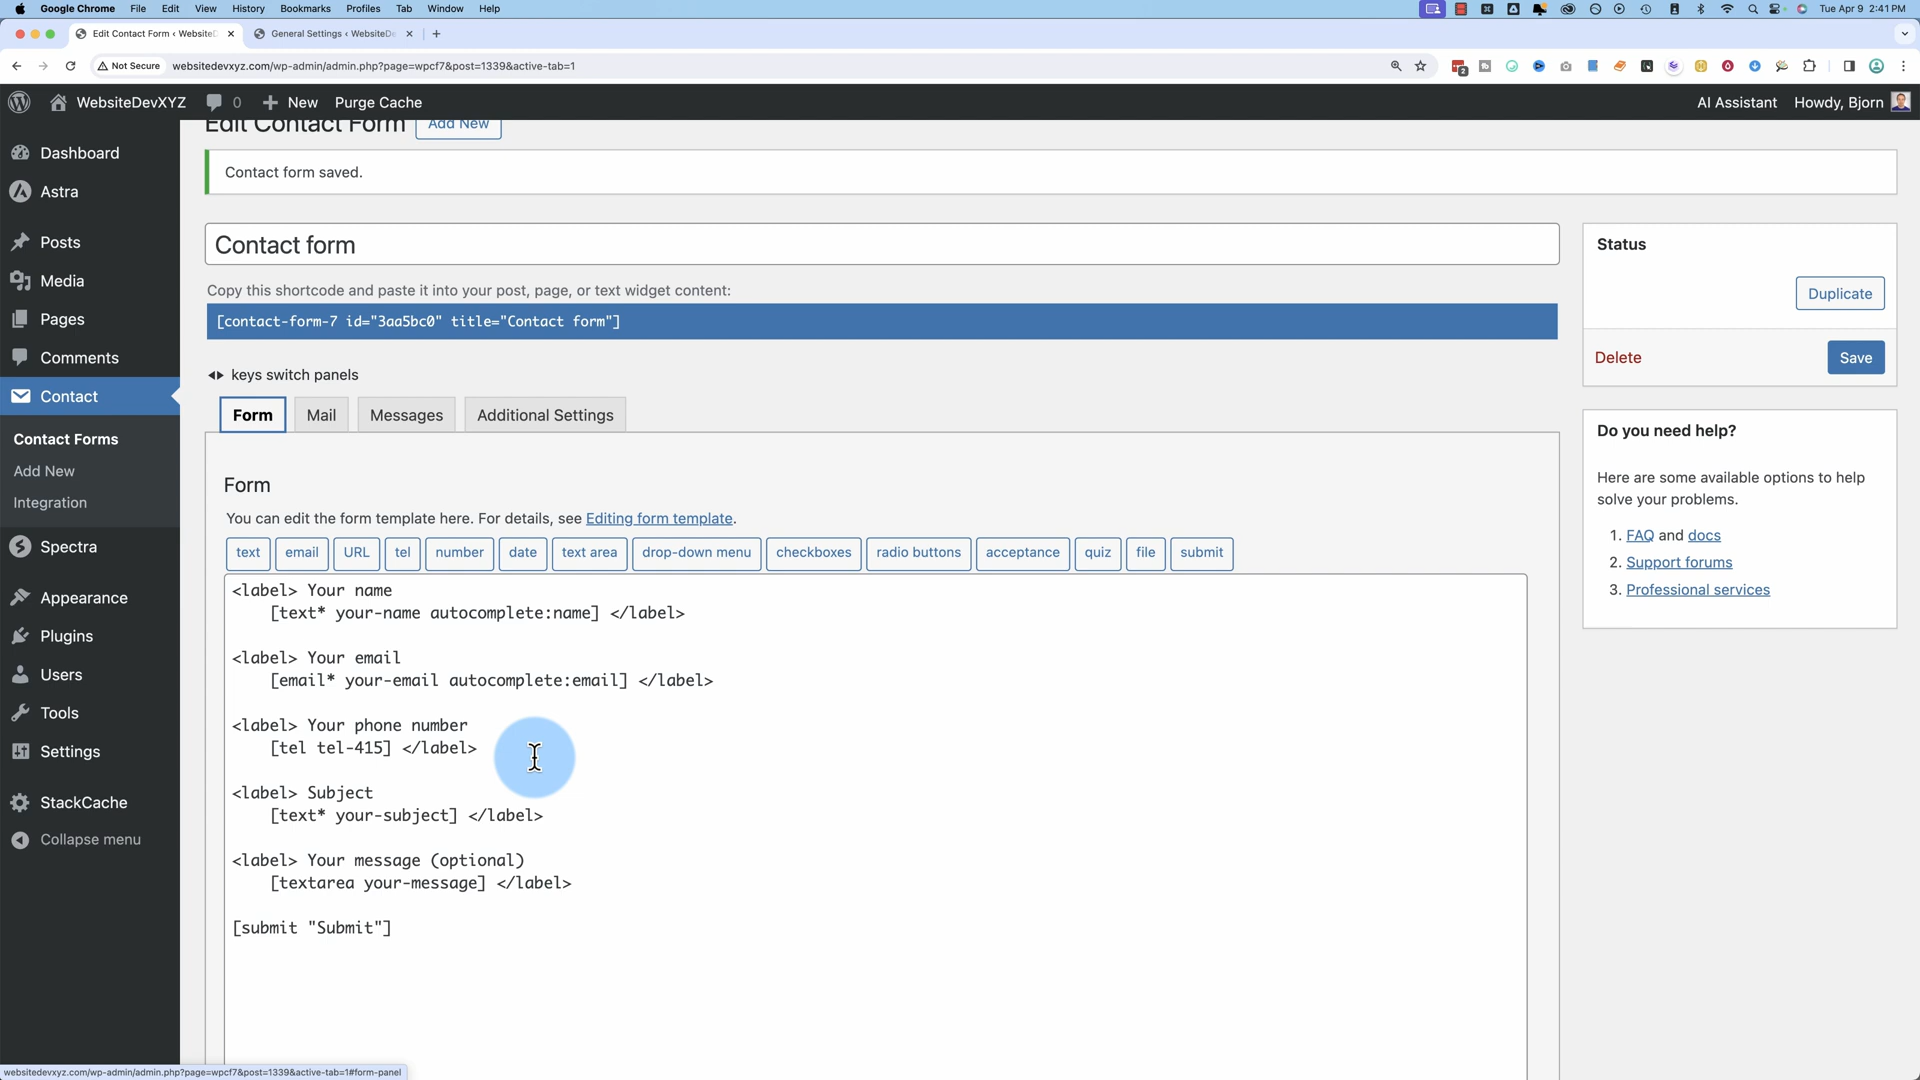 Google Chrome File Edit View History Bookmarks Profiles Tab Window Help
Tue Apr 9 2:41 PM
Edit Contact Form ‹ WebsiteD
General Settings ‹ WebsiteDe
Not Secure websitedevxyz.com/wp-admin/admin.php?page=wpcf7&post=1339&active-tab=1
2
WebsiteDevXYZ 0 New Purge Cache
AI Assistant Howdy, Bjorn
Dashboard
Astra
Posts
Media
Pages
Comments
Contact
Contact Forms
Add New
Integration
Spectra
Appearance
Plugins
Users
Tools
Settings
StackCache
Collapse menu
Edit Contact Form Add New
Contact form saved.
Contact form
Copy this shortcode and paste it into your post, page, or text widget content:
[contact-form-7 id="3aa5bc0" title="Contact form"]
keys switch panels
Form Mail Messages Additional Settings
Form
You can edit the form template here. For details, see Editing form template.
text email URL tel number date text area drop-down menu checkboxes radio buttons acceptance quiz file submit
<label> Your name
[text* your-name autocomplete:name] </label>
<label> Your email
[email* your-email autocomplete:email] </label>
<label> Your phone number
[tel tel-415] </label>
<label> Subject
[text* your-subject] </label>
<label> Your message (optional)
[textarea your-message] </label>
[submit "Submit"]
Status
Duplicate
Delete Save
Do you need help?
Here are some available options to help
solve your problems.
1. FAQ and docs
2. Support forums
3. Professional services
websitedevxyz.com/wp-admin/admin.php?page=wpcf7&post=1339&active-tab=1#form-panel